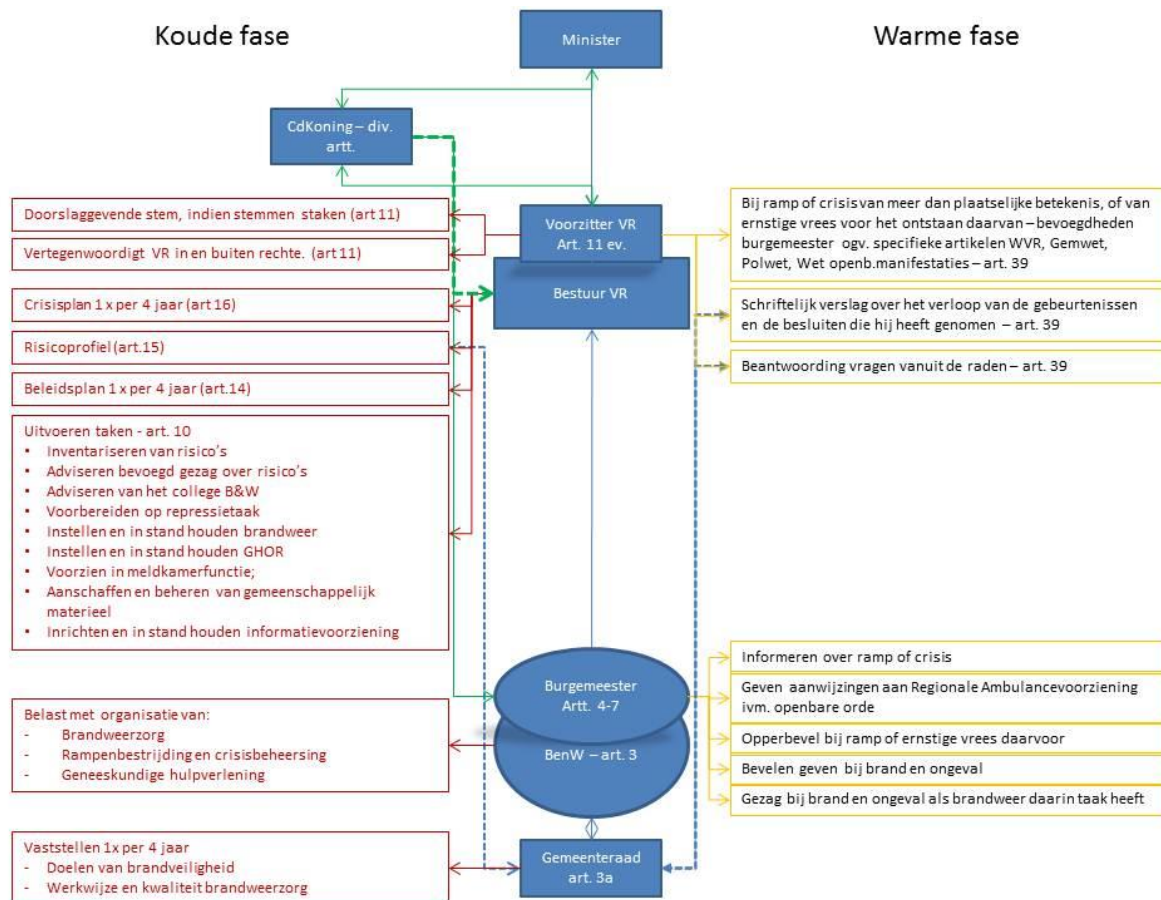 Koude fase
Warme fase
Minister
CdKoning – div.
artt.
Doorslaggevende stem, indien stemmen staken (art 11)
Vertegenwoordigt VR in en buiten rechte. (art 11)
Voorzitter VR
Art. 11 ev.
Bestuur VR
Bij ramp of crisis van meer dan plaatselijke betekenis, of van
ernstige vrees voor het ontstaan daarvan – bevoegdheden
burgemeester ogv. specifieke artikelen WVR, Gemwet,
Polwet, Wet openb.manifestaties – art. 39
Crisisplan 1 x per 4 jaar (art 16)
Risicoprofiel (art.15)
Beleidsplan 1 x per 4 jaar (art.14)
Schriftelijk verslag over het verloop van de gebeurtenissen
en de besluiten die hij heeft genomen – art. 39
Beantwoording vragen vanuit de raden – art. 39
Uitvoeren taken - art. 10
• Inventariseren van risico's
• Adviseren bevoegd gezag over risico's
• Adviseren van het college B&W
• Voorbereiden op repressietaak
• Instellen en in stand houden brandweer
• Instellen en in stand houden GHOR
• Voorzien in meldkamerfunctie;
• Aanschaffen en beheren van gemeenschappelijk
materieel
• Inrichten en in stand houden informatievoorziening
Burgemeester
Artt. 4-7
BenW – art. 3
Informeren over ramp of crisis
Geven aanwijzingen aan Regionale Ambulancevoorziening
ivm. openbare orde
Opperbevel bij ramp of ernstige vrees daarvoor
Bevelen geven bij brand en ongeval
Gezag bij brand en ongeval als brandweer daarin taak heeft
Belast met organisatie van:
- Brandweerzorg
- Rampenbestrijding en crisisbeheersing
- Geneeskundige hulpverlening
Vaststellen 1x per 4 jaar
- Doelen van brandveiligheid
- Werkwijze en kwaliteit brandweerzorg
Gemeenteraad
art. 3a